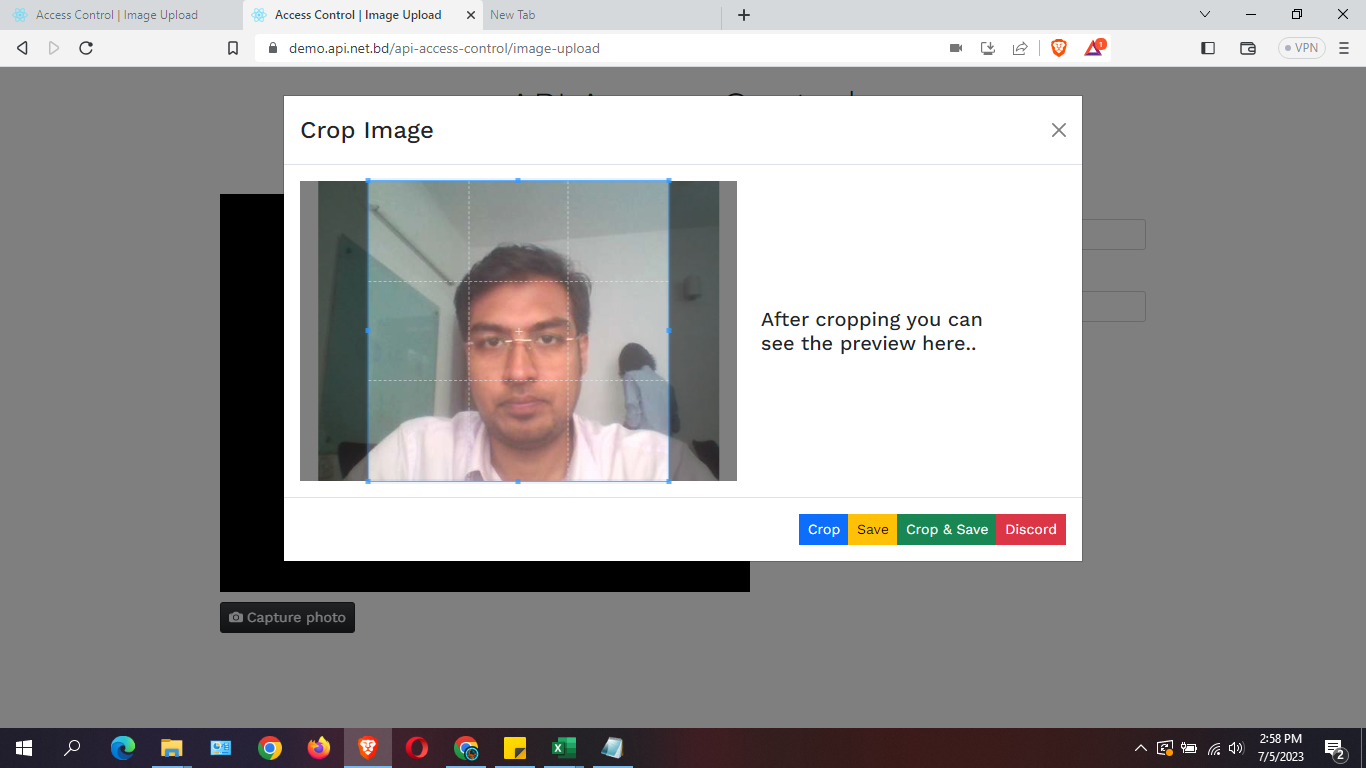 Access Control | Image Upload
Access Control | Image Upload
New Tab
demo.api.net.bd/api-access-control/image-upload
1
VPN
Crop Image
After cropping you can
see the preview here..
Crop
Save
Crop & Save
Discord
Capture photo
2:58 PM
7/5/2023
2